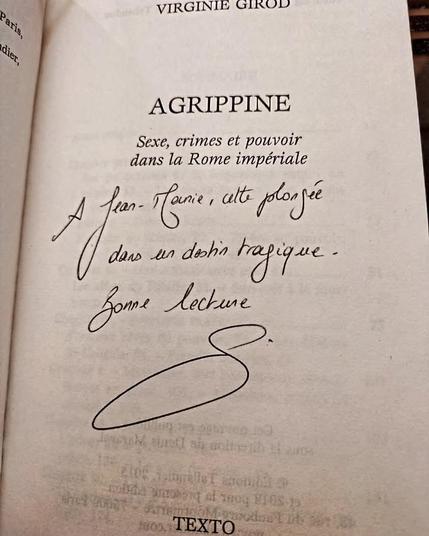 Paris,
VIRGINIE GIROD
AGRIPPINE
Sexe, crimes et pouvoir
dans la Rome impériale
A Jean-Marie, cette plongée
dans un destin tragique.
Bonne lecture
TEXTO